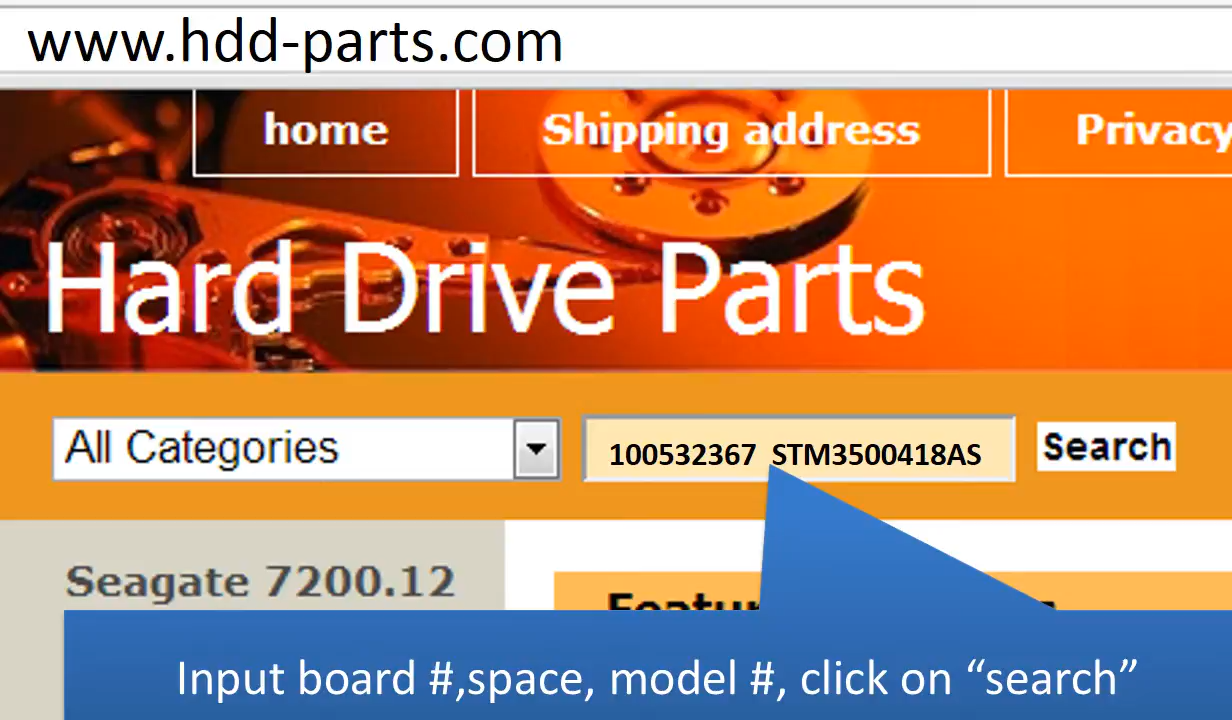 www.hdd-parts.com
home Shipping address Privacy
Hard Drive Parts
All Categories 100532367 STM3500418AS Search
Seagate 7200.12
Input board #,space, model #, click on “search”